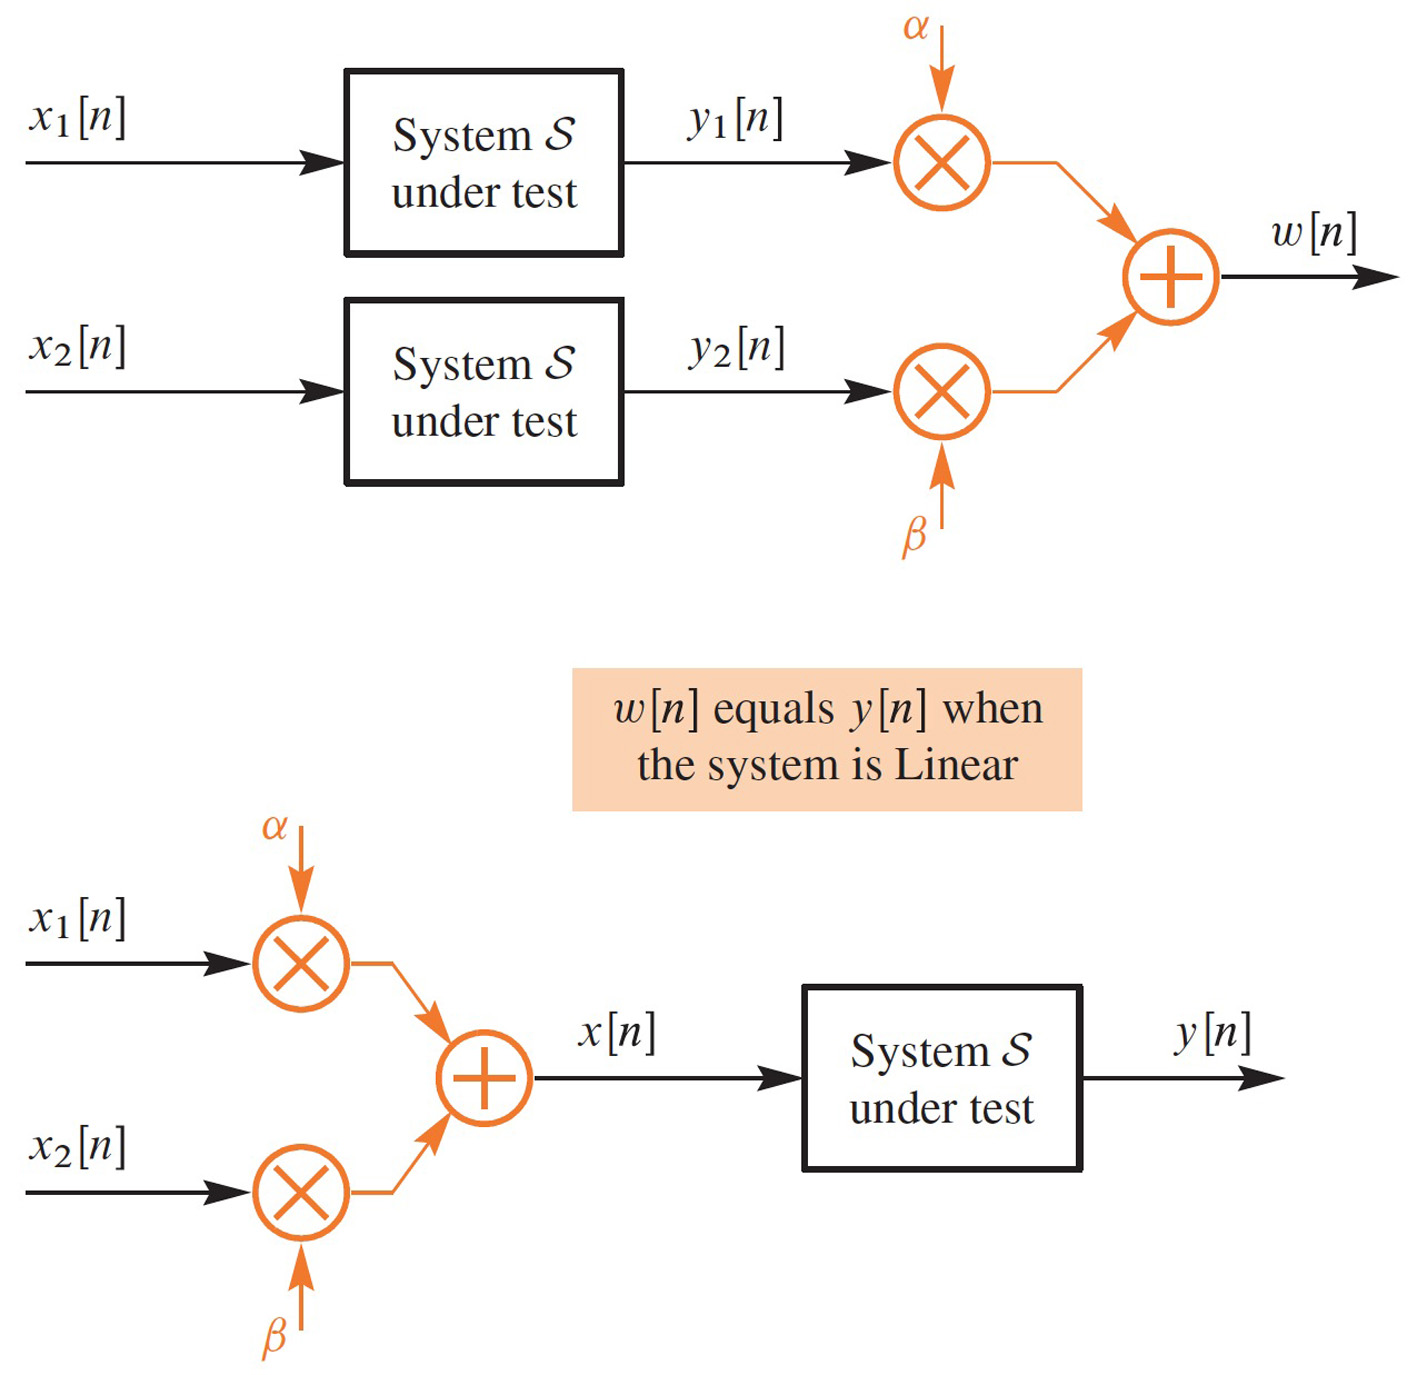 α
x₁[n]
System 𝒮
under test
y₁[n]
w[n]
x₂[n]
System 𝒮
under test
y₂[n]
β
w[n] equals y[n] when
the system is Linear
α
x₁[n]
x[n]
System 𝒮
under test
y[n]
x₂[n]
β